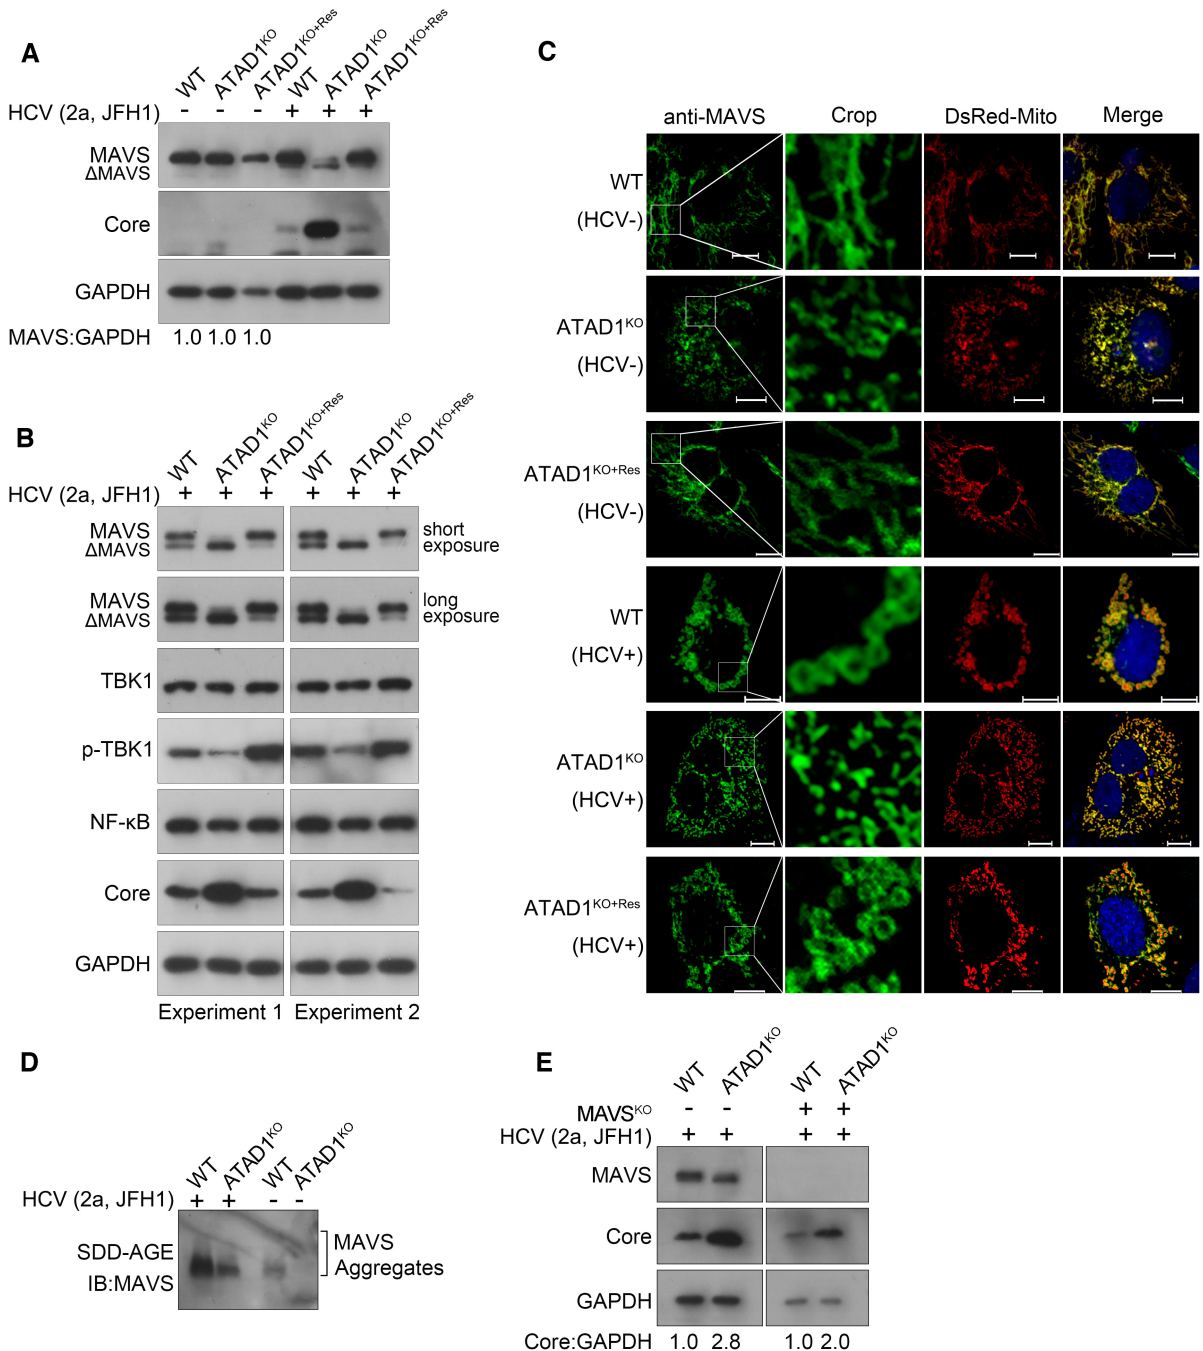 A
WT ATAD1KO ATAD1KO+Res WT ATAD1KO ATAD1KO+Res
HCV (2a, JFH1) - - - + + +
MAVS
ΔMAVS
Core
GAPDH
MAVS:GAPDH 1.0 1.0 1.0
B
WT ATAD1KO ATAD1KO+Res WT ATAD1KO ATAD1KO+Res
HCV (2a, JFH1) + + + + + +
MAVS short
ΔMAVS exposure
MAVS long
ΔMAVS exposure
TBK1
p-TBK1
NF-κB
Core
GAPDH
Experiment 1 Experiment 2
C
anti-MAVS Crop DsRed-Mito Merge
WT
(HCV-)
ATAD1KO
(HCV-)
ATAD1KO+Res
(HCV-)
WT
(HCV+)
ATAD1KO
(HCV+)
ATAD1KO+Res
(HCV+)
D
WT ATAD1KO WT ATAD1KO
HCV (2a, JFH1) + + - -
SDD-AGE
IB:MAVS
MAVS
Aggregates
E
WT ATAD1KO WT ATAD1KO
MAVSKO - - + +
HCV (2a, JFH1) + + + +
MAVS
Core
GAPDH
Core:GAPDH 1.0 2.8 1.0 2.0